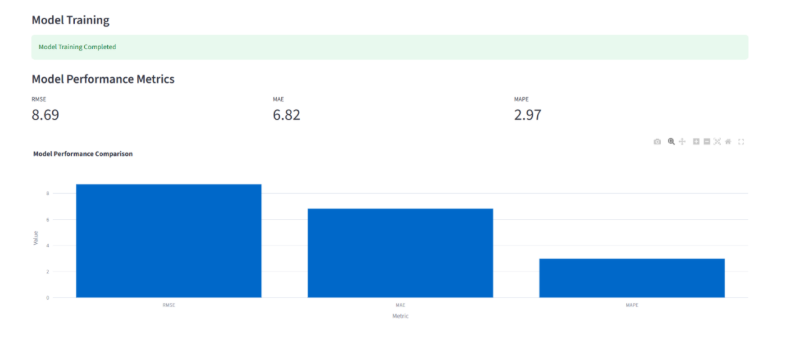 Model Training
Model Training Completed
Model Performance Metrics
RMSE MAE MAPE
8.69 6.82 2.97
Model Performance Comparison
8
6
4
2
0
Value
RMSE MAE MAPE
Metric